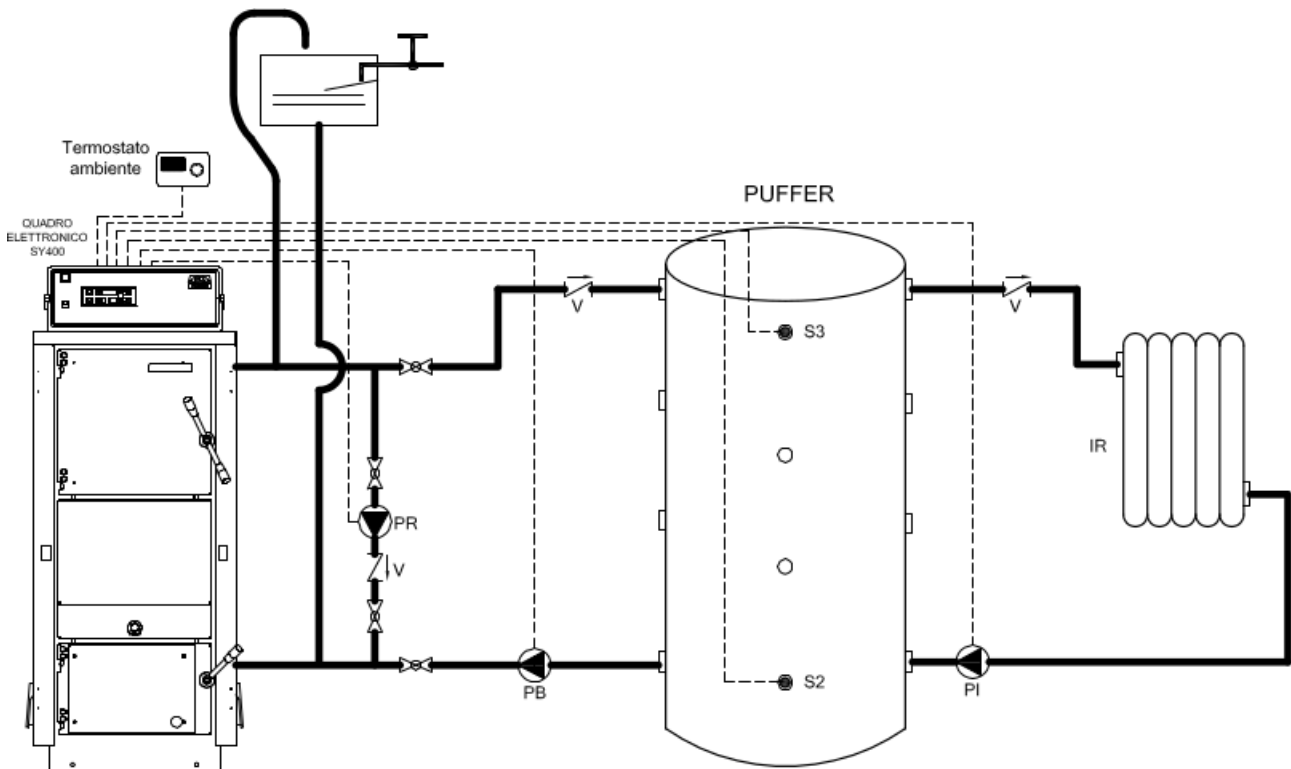 Termostato
ambiente
QUADRO
ELETTRONICO
SY400
PUFFER
V
V
S3
IR
PR
V
PB
S2
PI